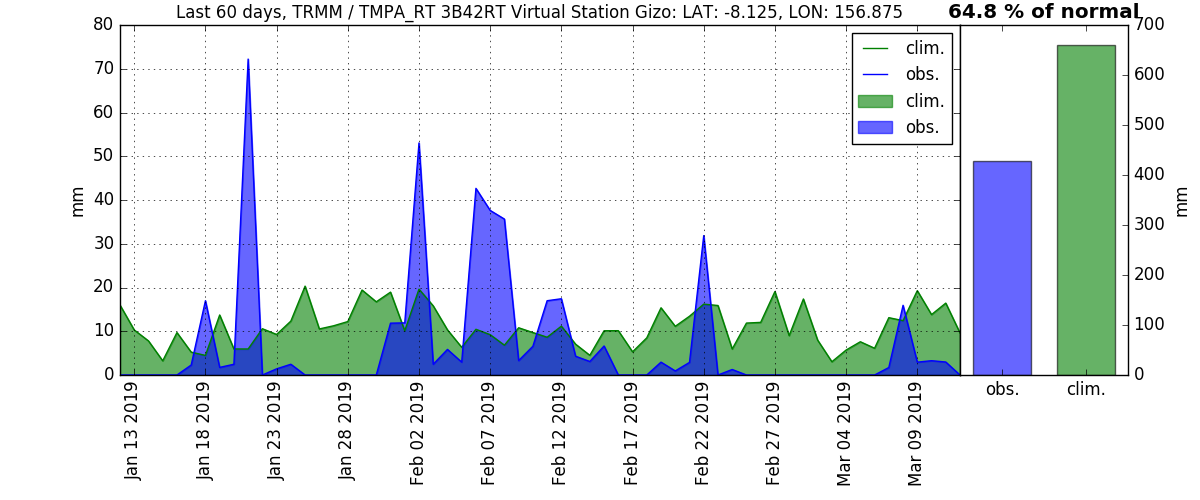 Last 60 days, TRMM / TMPA_RT 3B42RT Virtual Station Gizo: LAT: -8.125, LON: 156.875
64.8 % of normal
80
70
60
50
40
30
20
10
0
mm
clim.
obs.
clim.
obs.
700
600
500
400
300
200
100
0
mm
Jan 13 2019
Jan 18 2019
Jan 23 2019
Jan 28 2019
Feb 02 2019
Feb 07 2019
Feb 12 2019
Feb 17 2019
Feb 22 2019
Feb 27 2019
Mar 04 2019
Mar 09 2019
obs.
clim.